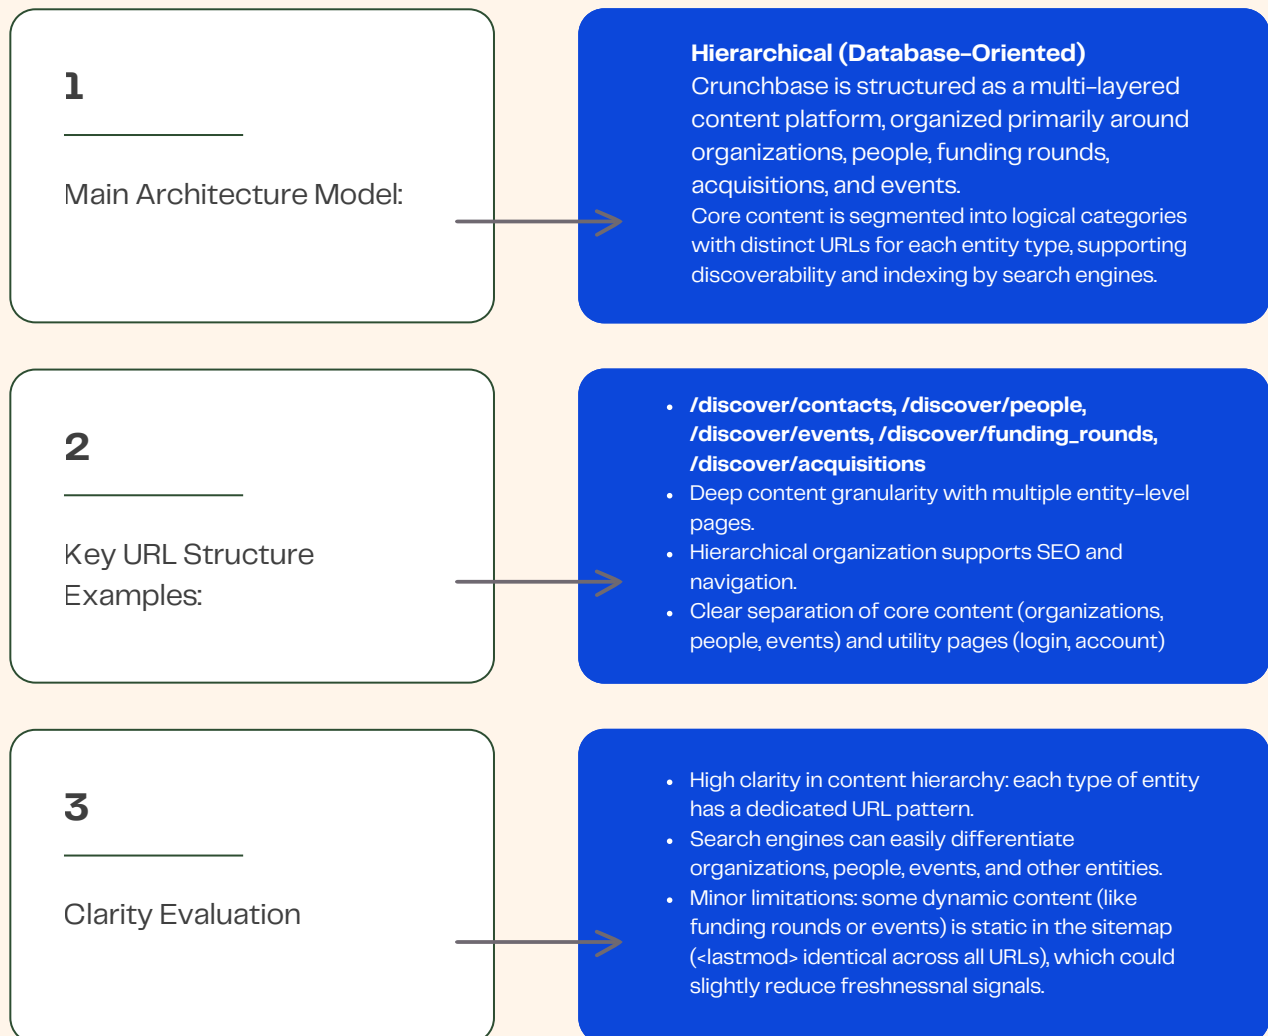 1
Main Architecture Model:
Hierarchical (Database-Oriented)
Crunchbase is structured as a multi-layered
content platform, organized primarily around
organizations, people, funding rounds,
acquisitions, and events.
Core content is segmented into logical categories
with distinct URLs for each entity type, supporting
discoverability and indexing by search engines.
2
Key URL Structure
Examples:
• /discover/contacts, /discover/people,
/discover/events, /discover/funding_rounds,
/discover/acquisitions
• Deep content granularity with multiple entity-level
pages.
• Hierarchical organization supports SEO and
navigation.
• Clear separation of core content (organizations,
people, events) and utility pages (login, account)
3
Clarity Evaluation
• High clarity in content hierarchy: each type of entity
has a dedicated URL pattern.
• Search engines can easily differentiate
organizations, people, events, and other entities.
• Minor limitations: some dynamic content (like
funding rounds or events) is static in the sitemap
(<lastmod> identical across all URLs), which could
slightly reduce freshnessnal signals.